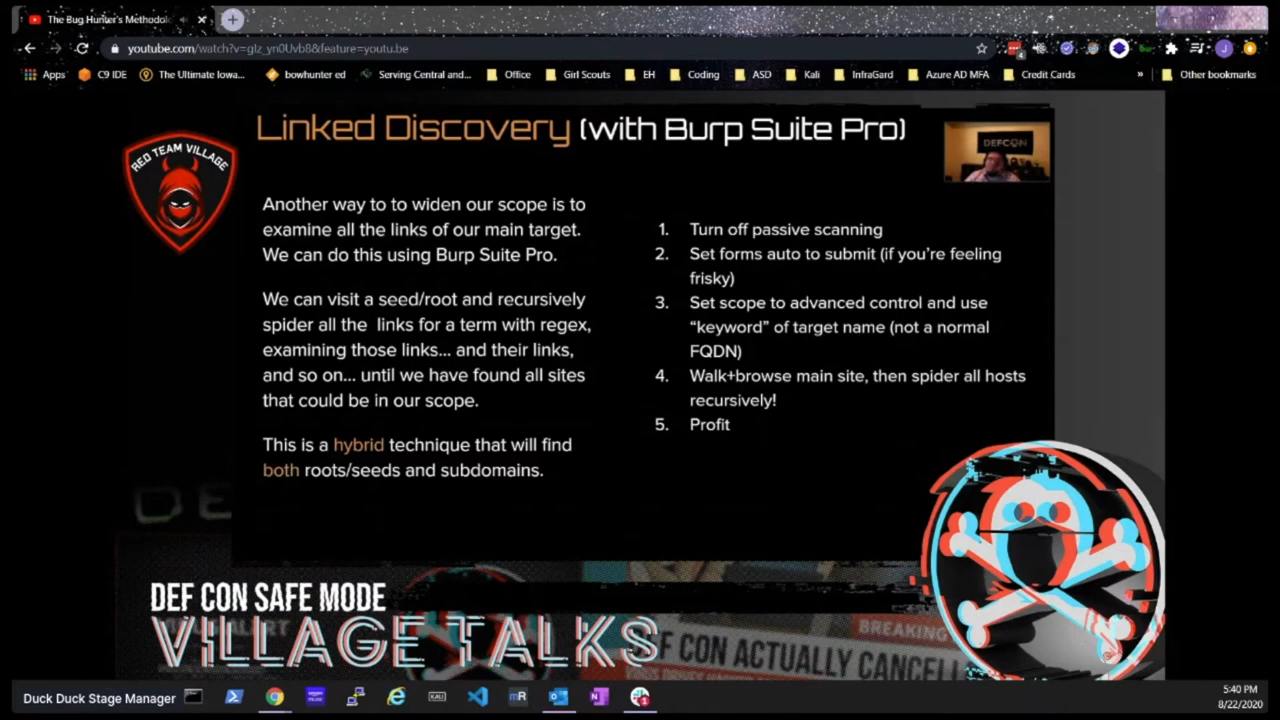 The Bug Hunter's Methodol
youtube.com/watch?v=glz_yn0Uvb8&feature=youtu.be
Apps C9 IDE The Ultimate Iowa... bowhunter ed Serving Central and... Office Girl Scouts EH Coding ASD Kali InfraGard Azure AD MFA Credit Cards » Other bookmarks
Linked Discovery (with Burp Suite Pro)
RED TEAM VILLAGE
DEFCON
Another way to to widen our scope is to
examine all the links of our main target.
We can do this using Burp Suite Pro.
We can visit a seed/root and recursively
spider all the links for a term with regex,
examining those links... and their links,
and so on... until we have found all sites
that could be in our scope.
This is a hybrid technique that will find
both roots/seeds and subdomains.
1. Turn off passive scanning
2. Set forms auto to submit (if you're feeling
frisky)
3. Set scope to advanced control and use
"keyword" of target name (not a normal
FQDN)
4. Walk+browse main site, then spider all hosts
recursively!
5. Profit
DE
DEF CON SAFE MODE
VILLAGE TALKS
BREAKING
DEF CON ACTUALLY CANCELL
Duck Duck Stage Manager
KALI
mR
5:40 PM
8/22/2020